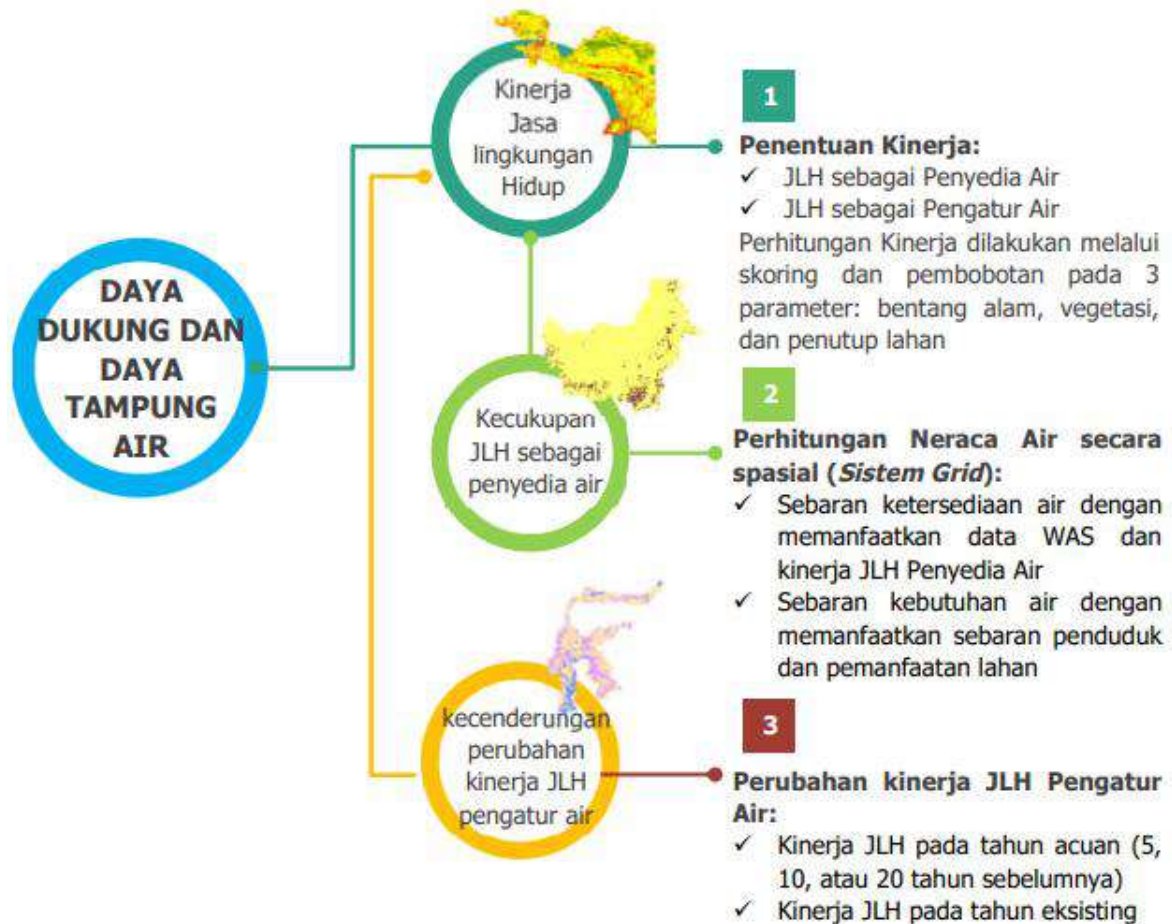 DAYA
DUKUNG DAN
DAYA
TAMPUNG
AIR
Kinerja
Jasa
lingkungan
Hidup
1
Penentuan Kinerja:
✓ JLH sebagai Penyedia Air
✓ JLH sebagai Pengatur Air
Perhitungan Kinerja dilakukan melalui
skoring dan pembobotan pada 3
parameter: bentang alam, vegetasi,
dan penutup lahan
Kecukupan
JLH sebagai
penyedia air
2
Perhitungan Neraca Air secara
spasial (Sistem Grid):
✓ Sebaran ketersediaan air dengan
memanfaatkan data WAS dan
kinerja JLH Penyedia Air
✓ Sebaran kebutuhan air dengan
memanfaatkan sebaran penduduk
dan pemanfaatan lahan
kecenderungan
perubahan
kinerja JLH
pengatur air
3
Perubahan kinerja JLH Pengatur
Air:
✓ Kinerja JLH pada tahun acuan (5,
10, atau 20 tahun sebelumnya)
✓ Kinerja JLH pada tahun eksisting